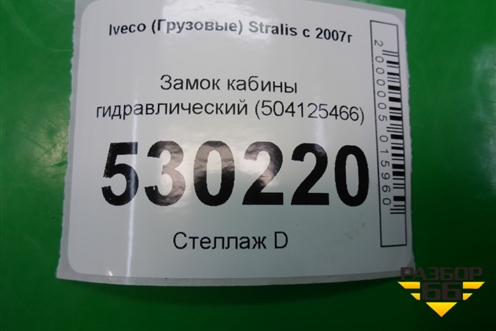 Iveco (Грузовые) Stralis с 2007г
Замок кабины
гидравлический (504125466)
530220
Стеллаж D
2000005015960
РАЗБОР
66